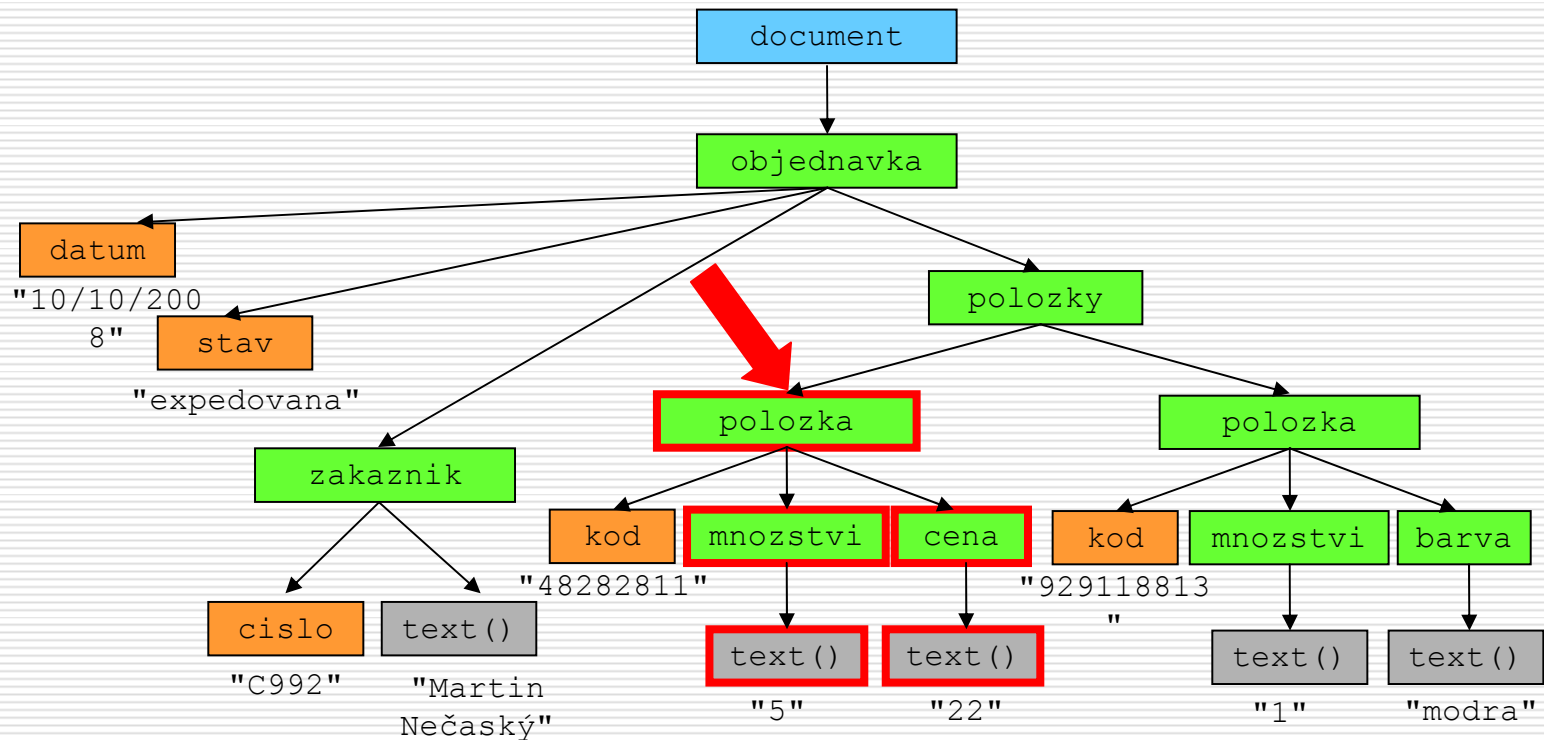 document
objednavka
datum
"10/10/200
8"
stav
"expedovana"
polozky
polozka
polozka
zakaznik
kod
"48282811"
mnozstvi
cena
kod
"929118813
"
mnozstvi
barva
cislo
"C992"
text()
"Martin
Nečaský"
text()
"5"
text()
"22"
text()
"1"
text()
"modra"